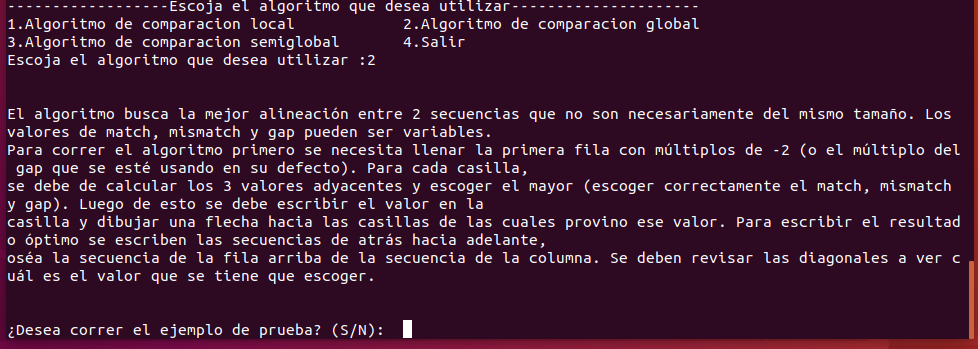 ------------------Escoja el algoritmo que desea utilizar---------------------
1.Algoritmo de comparacion local            2.Algoritmo de comparacion global
3.Algoritmo de comparacion semiglobal       4.Salir
Escoja el algoritmo que desea utilizar :2
El algoritmo busca la mejor alineación entre 2 secuencias que no son necesariamente del mismo tamaño. Los
valores de match, mismatch y gap pueden ser variables.
Para correr el algoritmo primero se necesita llenar la primera fila con múltiplos de -2 (o el múltiplo del
 gap que se esté usando en su defecto). Para cada casilla,
se debe de calcular los 3 valores adyacentes y escoger el mayor (escoger correctamente el match, mismatch
y gap). Luego de esto se debe escribir el valor en la
casilla y dibujar una flecha hacia las casillas de las cuales provino ese valor. Para escribir el resultad
o óptimo se escriben las secuencias de atrás hacia adelante,
oséa la secuencia de la fila arriba de la secuencia de la columna. Se deben revisar las diagonales a ver c
uál es el valor que se tiene que escoger.
¿Desea correr el ejemplo de prueba? (S/N):